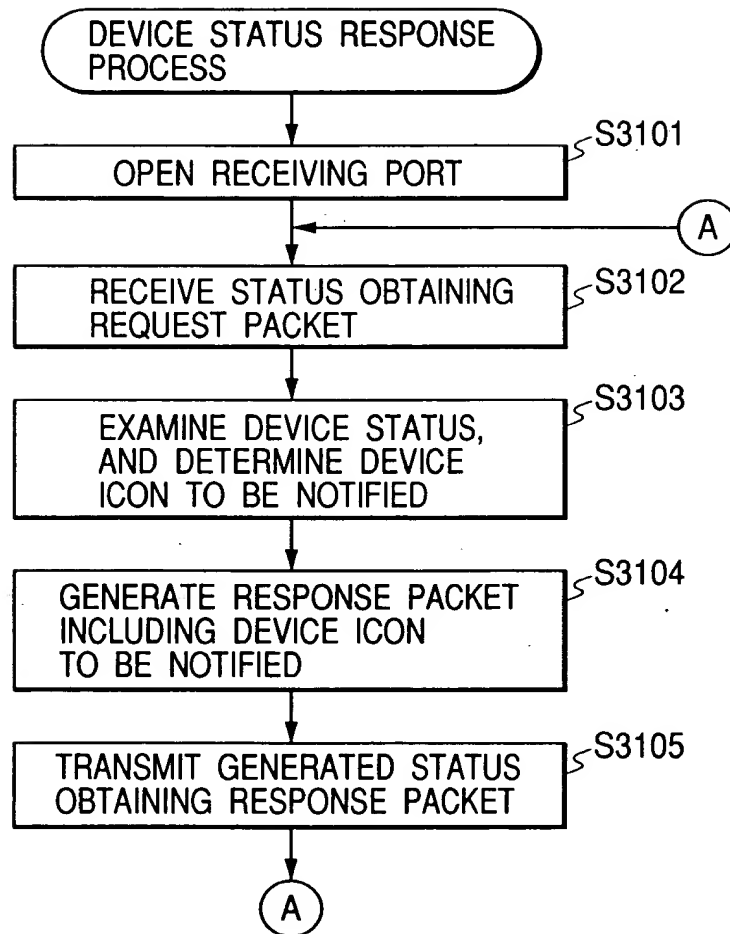 DEVICE STATUS RESPONSE
PROCESS
S3101
OPEN RECEIVING PORT
A
S3102
RECEIVE STATUS OBTAINING
REQUEST PACKET
S3103
EXAMINE DEVICE STATUS,
AND DETERMINE DEVICE
ICON TO BE NOTIFIED
S3104
GENERATE RESPONSE PACKET
INCLUDING DEVICE ICON
TO BE NOTIFIED
S3105
TRANSMIT GENERATED STATUS
OBTAINING RESPONSE PACKET
A